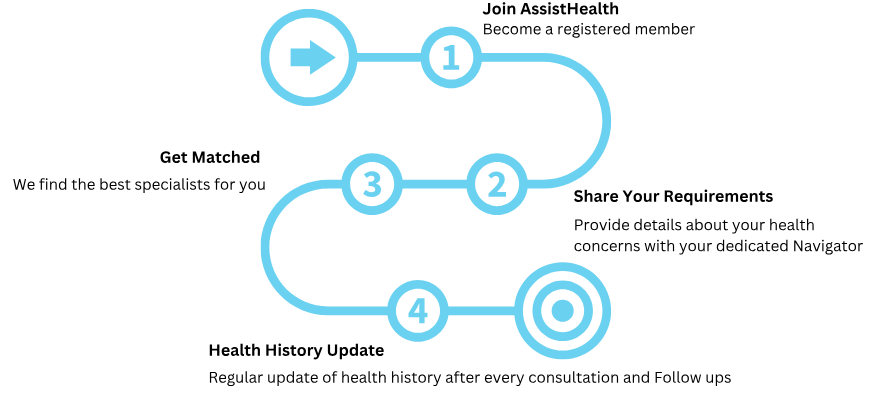 Join AssistHealth
Become a registered member
1
Get Matched
We find the best specialists for you
3
2
Share Your Requirements
Provide details about your health
concerns with your dedicated Navigator
4
Health History Update
Regular update of health history after every consultation and Follow ups